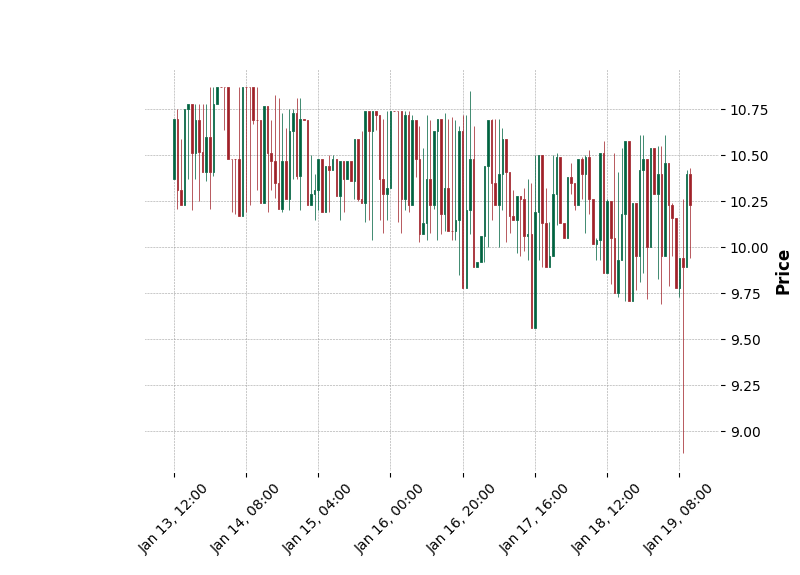 10.75
10.50
10.25
10.00
9.75
9.50
9.25
9.00
Price
Jan 13, 12:00
Jan 14, 08:00
Jan 15, 04:00
Jan 16, 00:00
Jan 16, 20:00
Jan 17, 16:00
Jan 18, 12:00
Jan 19, 08:00